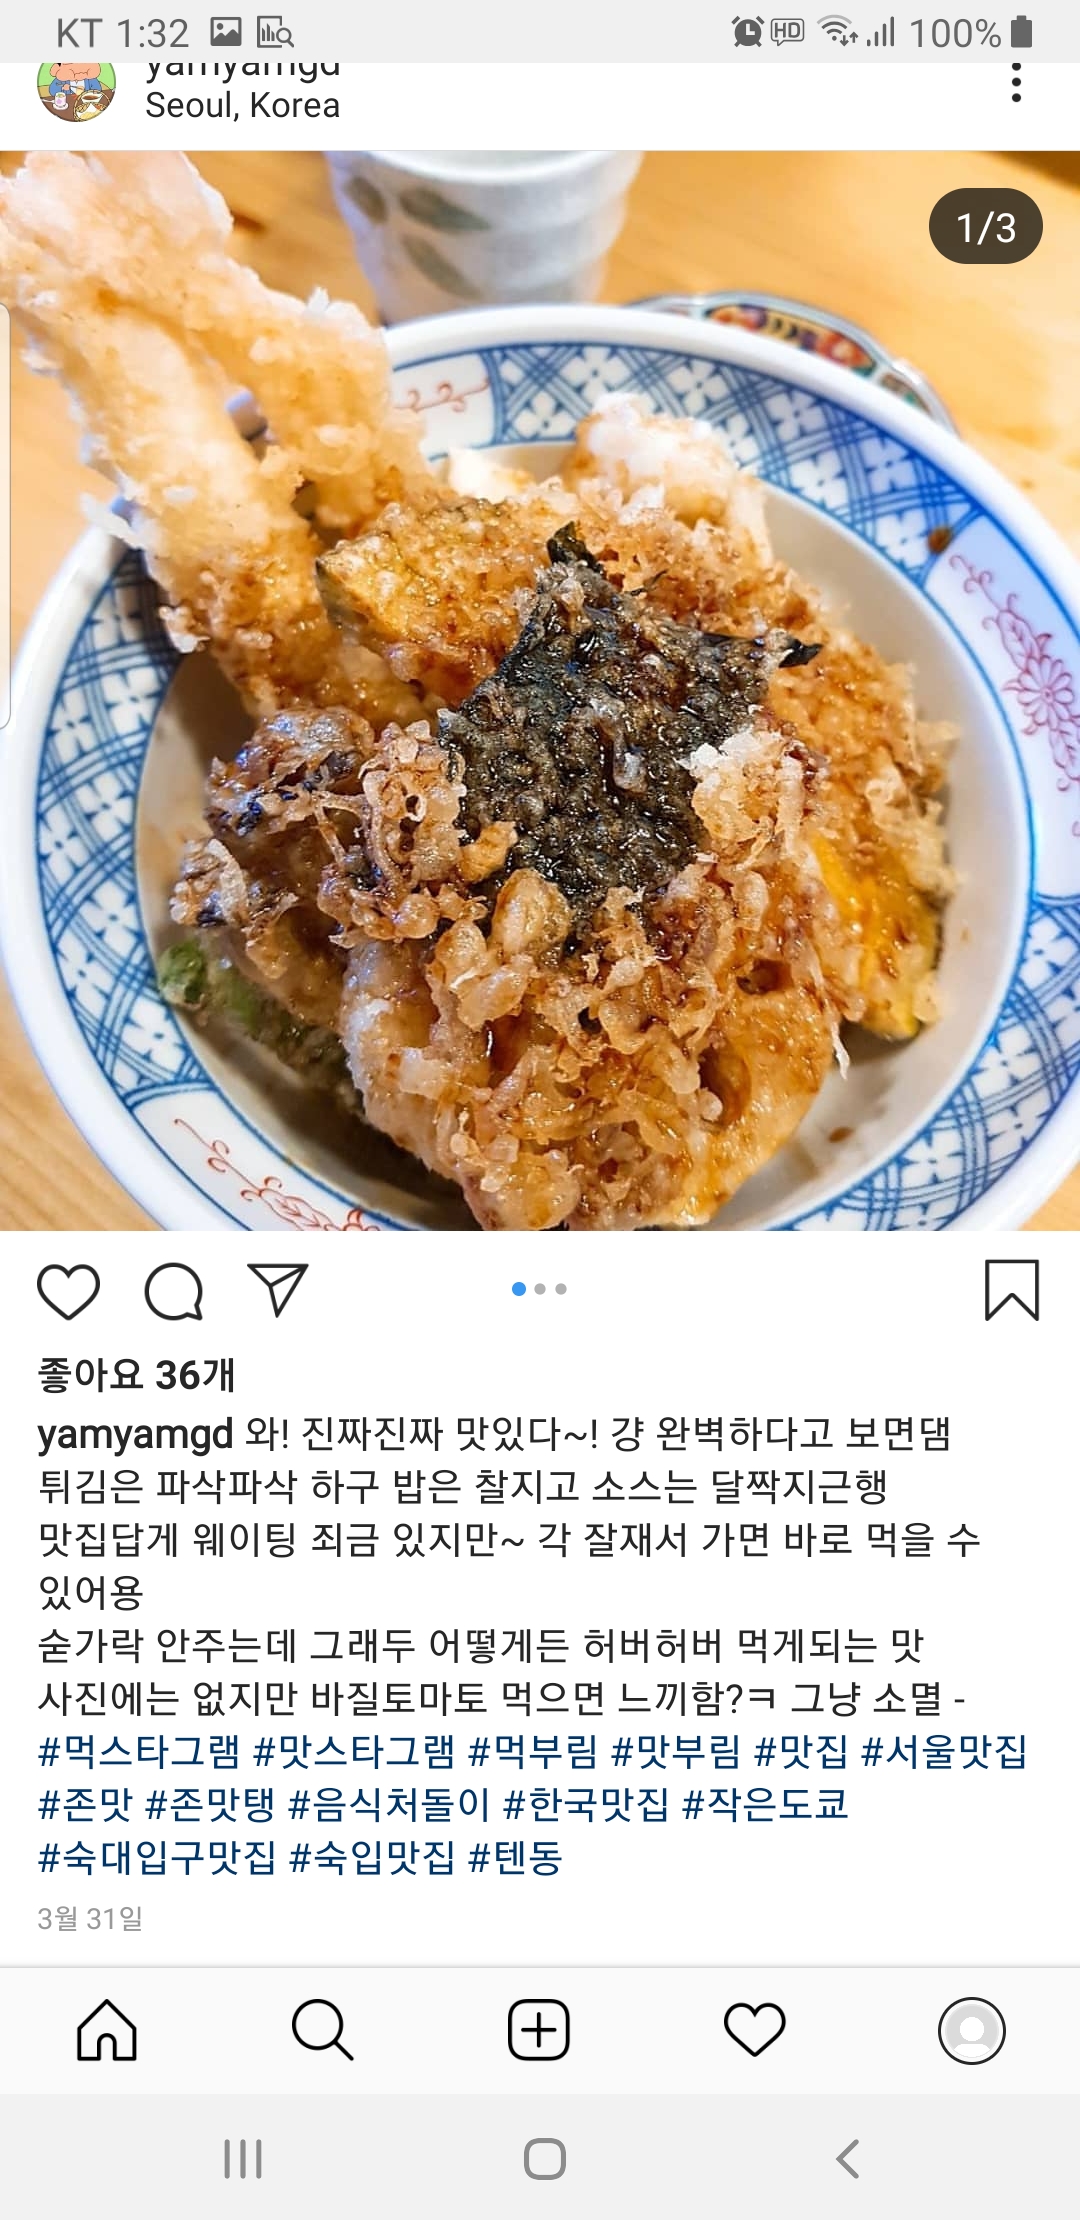 KT 1:32 HD 100%
yamyamgd
Seoul, Korea
1/3
좋아요 36개
yamyamgd 와! 진짜진짜 맛있다~! 걍 완벽하다고 보면댐
튀김은 파삭파삭 하구 밥은 찰지고 소스는 달짝지근행
맛집답게 웨이팅 죄금 있지만~ 각 잘재서 가면 바로 먹을 수
있어용
숟가락 안주는데 그래두 어떻게든 허버허버 먹게되는 맛
사진에는 없지만 바질토마토 먹으면 느끼함?ㅋ 그냥 소멸 -
#먹스타그램 #맛스타그램 #먹부림 #맛부림 #맛집 #서울맛집
#존맛 #존맛탱 #음식처돌이 #한국맛집 #작은도쿄
#숙대입구맛집 #숙입맛집 #텐동
3월 31일